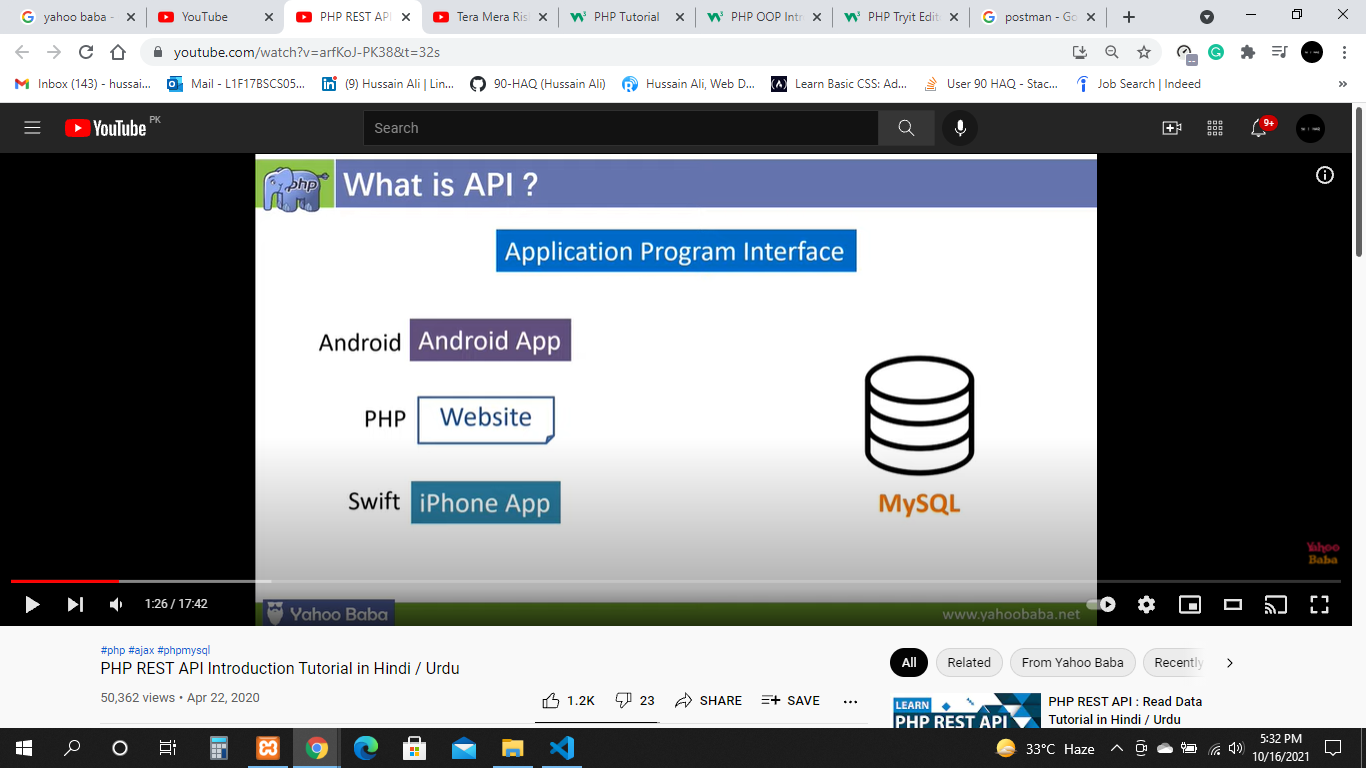 yahoo baba -
YouTube
PHP REST API
Tera Mera Ris
PHP Tutorial
PHP OOP Intr
PHP Tryit Edit
postman - Go
youtube.com/watch?v=arfKoJ-PK38&t=32s
Inbox (143) - hussai...
Mail - L1F17BSCS05...
(9) Hussain Ali | Lin...
90-HAQ (Hussain Ali)
Hussain Ali, Web D...
Learn Basic CSS: Ad...
User 90 HAQ - Stac...
Job Search | Indeed
»
YouTube PK
Search
9+
php
What is API ?
Application Program Interface
Android Android App
PHP Website
Swift iPhone App
MySQL
Yahoo
Baba
1:26 / 17:42
Yahoo Baba
www.yahoobaba.net
#php #ajax #phpmysql
PHP REST API Introduction Tutorial in Hindi / Urdu
50,362 views • Apr 22, 2020
1.2K
23
SHARE
SAVE
All
Related
From Yahoo Baba
Recently
LEARN
PHP REST API
PHP REST API : Read Data
Tutorial in Hindi / Urdu
33°C Haze
5:32 PM
10/16/2021